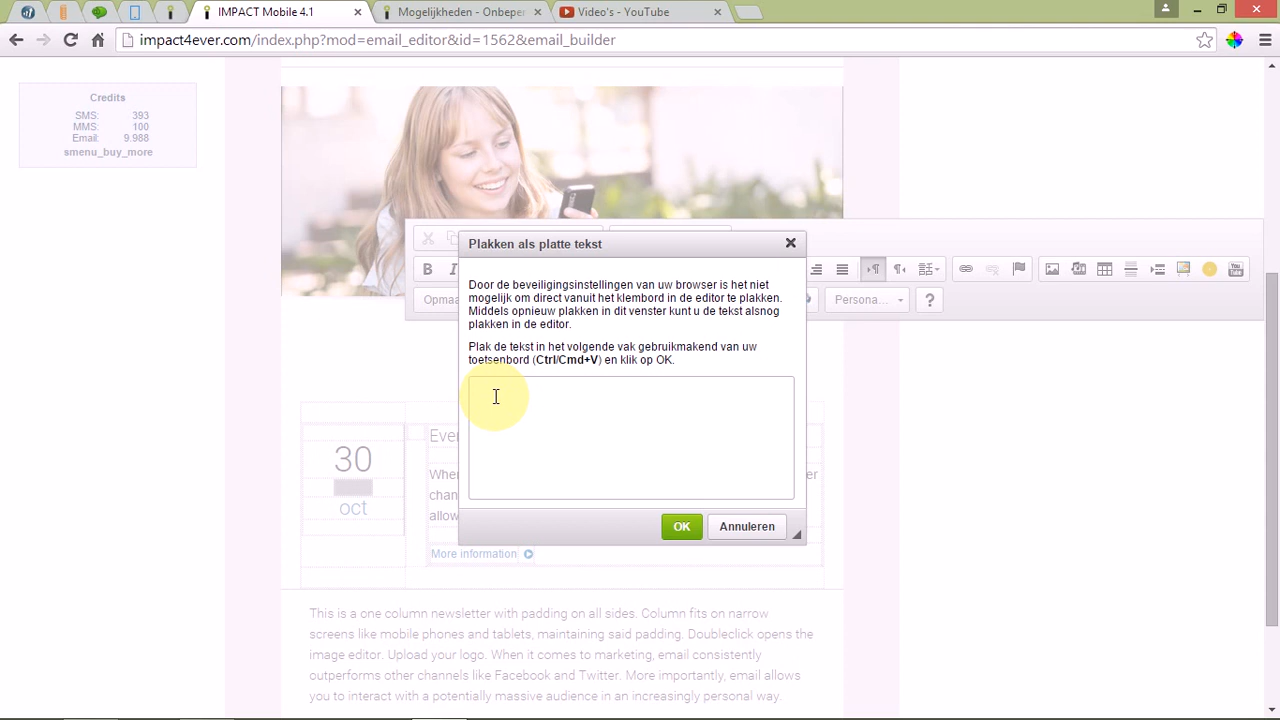 IMPACT Mobile 4.1
Mogelijkheden - Onbeper
Video's - YouTube
impact4ever.com/index.php?mod=email_editor&id=1562&email_builder
Credits
SMS: 393
MMS: 100
Email: 9.988
smenu_buy_more
Plakken als platte tekst
Door de beveiligingsinstellingen van uw browser is het niet
mogelijk om direct vanuit het klembord in de editor te plakken.
Middels opnieuw plakken in dit venster kunt u de tekst alsnog
plakken in de editor.
Plak de tekst in het volgende vak gebruikmakend van uw
toetsenbord (Ctrl/Cmd+V) en klik op OK.
OK
Annuleren
B I
Opmaa...
Persona...
?
30
oct
Eve
When
chan
allow
More information
This is a one column newsletter with padding on all sides. Column fits on narrow
screens like mobile phones and tablets, maintaining said padding. Doubleclick opens the
image editor. Upload your logo. When it comes to marketing, email consistently
outperforms other channels like Facebook and Twitter. More importantly, email allows
you to interact with a potentially massive audience in an increasingly personal way.